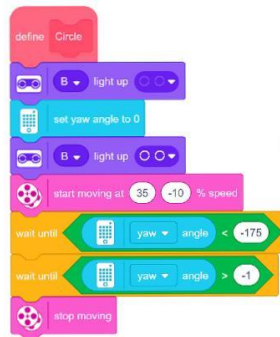 define Circle
B light up
set yaw angle to 0
B light up
start moving at 35 -10 % speed
wait until yaw angle < -175
wait until yaw angle > -1
stop moving